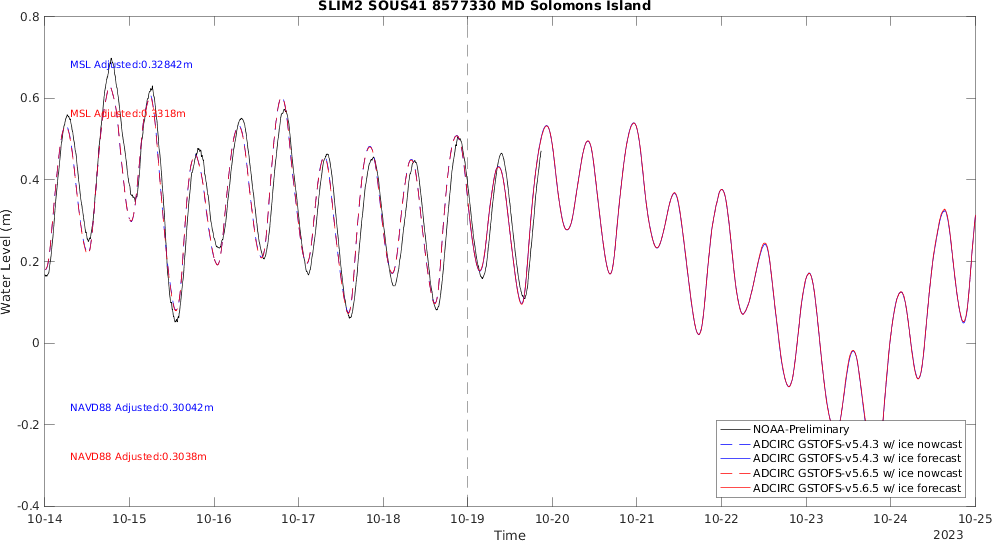 SLIM2 SOUS41 8577330 MD Solomons Island
0.8
0.6
0.4
0.2
0
-0.2
-0.4
Water Level (m)
MSL Adjusted:0.32842m
MSL Adjusted:0.3318m
NAVD88 Adjusted:0.30042m
NAVD88 Adjusted:0.3038m
NOAA-Preliminary
ADCIRC GSTOFS-v5.4.3 w/ ice nowcast
ADCIRC GSTOFS-v5.4.3 w/ ice forecast
ADCIRC GSTOFS-v5.6.5 w/ ice nowcast
ADCIRC GSTOFS-v5.6.5 w/ ice forecast
10-14 10-15 10-16 10-17 10-18 10-19 10-20 10-21 10-22 10-23 10-24 10-25
Time
2023